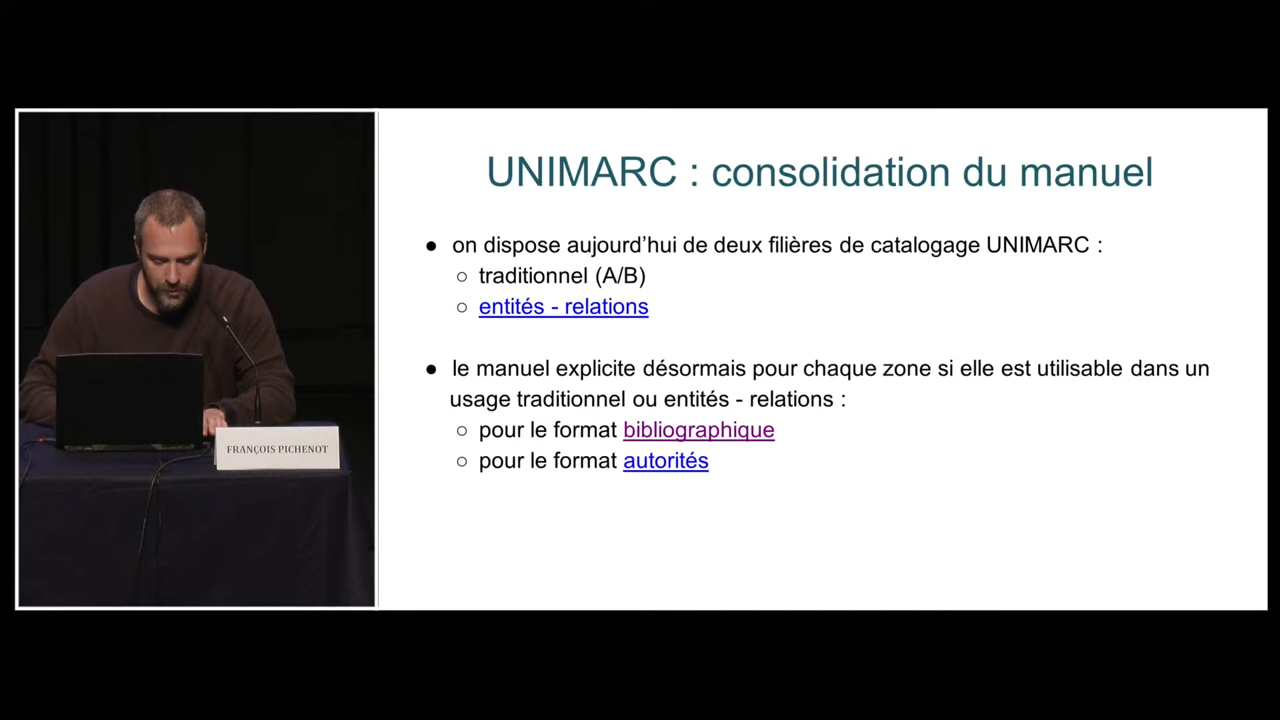 UNIMARC : consolidation du manuel
● on dispose aujourd’hui de deux filières de catalogage UNIMARC :
○ traditionnel (A/B)
○ entités - relations
● le manuel explicite désormais pour chaque zone si elle est utilisable dans un
usage traditionnel ou entités - relations :
○ pour le format bibliographique
○ pour le format autorités
FRANÇOIS PICHENOT